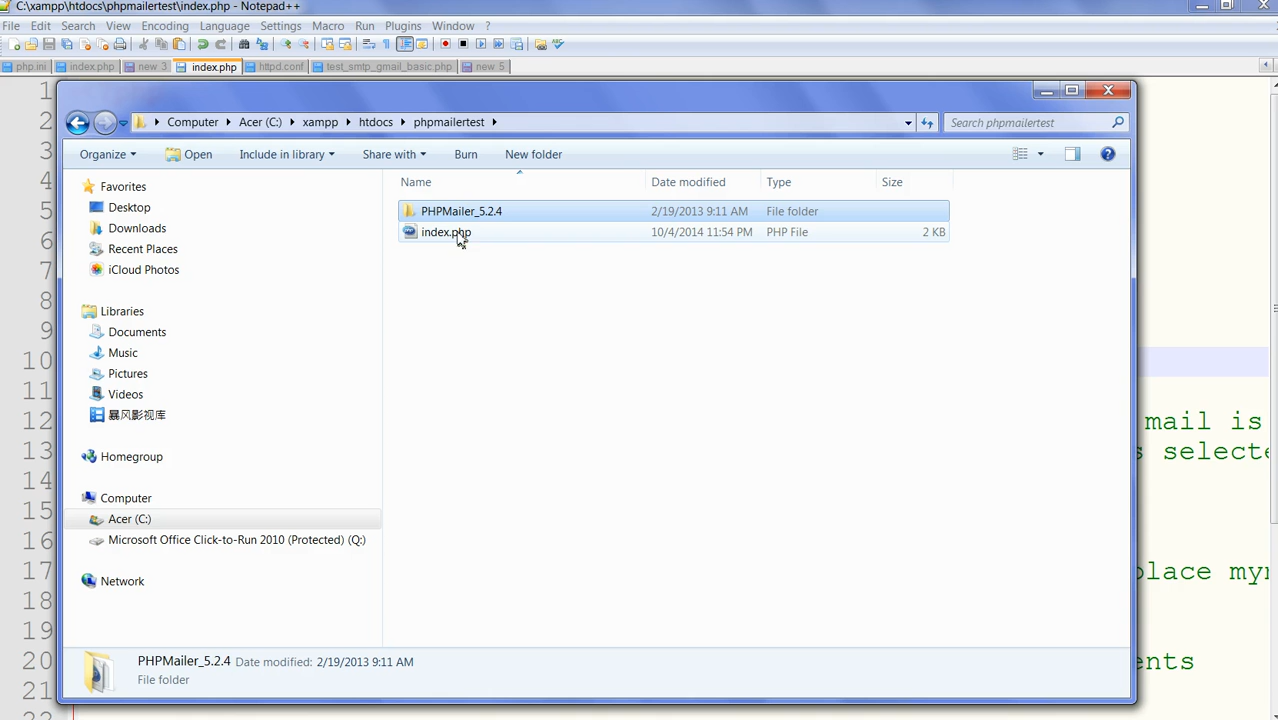 C:\xampp\htdocs\phpmailertest\index.php - Notepad++
File Edit Search View Encoding Language Settings Macro Run Plugins Window ?
php.ini index.php new 3 index.php httpd.conf test_smtp_gmail_basic.php new 5
Computer Acer (C:) xampp htdocs phpmailertest Search phpmailertest
Organize Open Include in library Share with Burn New folder
Name Date modified Type Size
PHPMailer_5.2.4 2/19/2013 9:11 AM File folder
index.php 10/4/2014 11:54 PM PHP File 2 KB
Favorites
Desktop
Downloads
Recent Places
iCloud Photos
Libraries
Documents
Music
Pictures
Videos
暴风影视库
Homegroup
Computer
Acer (C:)
Microsoft Office Click-to-Run 2010 (Protected) (Q:)
Network
PHPMailer_5.2.4 Date modified: 2/19/2013 9:11 AM
File folder
1
2
3
4
5
6
7
8
9
10
11
12 mail is
13 s selecte
14
15
16
17 place myn
18
19
20 ents
21